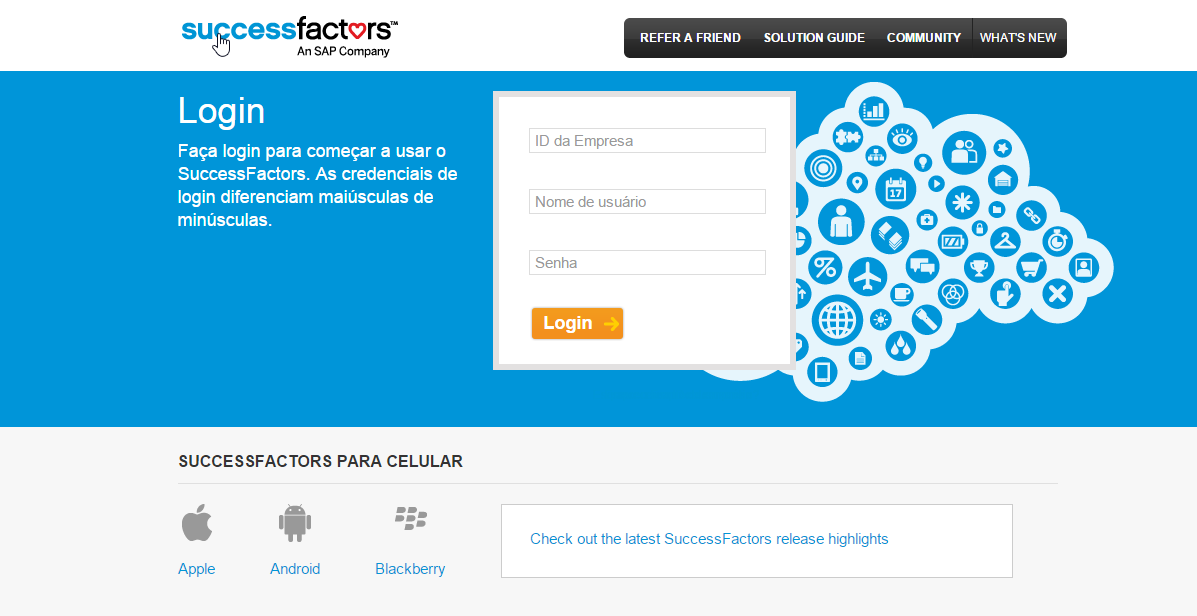 successfactors™
An SAP Company
REFER A FRIEND SOLUTION GUIDE COMMUNITY WHAT'S NEW
Login
Faça login para começar a usar o
SuccessFactors. As credenciais de
login diferenciam maiúsculas de
minúsculas.
ID da Empresa
Nome de usuário
Senha
Login
17
%
SUCCESSFACTORS PARA CELULAR
Apple Android Blackberry
Check out the latest SuccessFactors release highlights